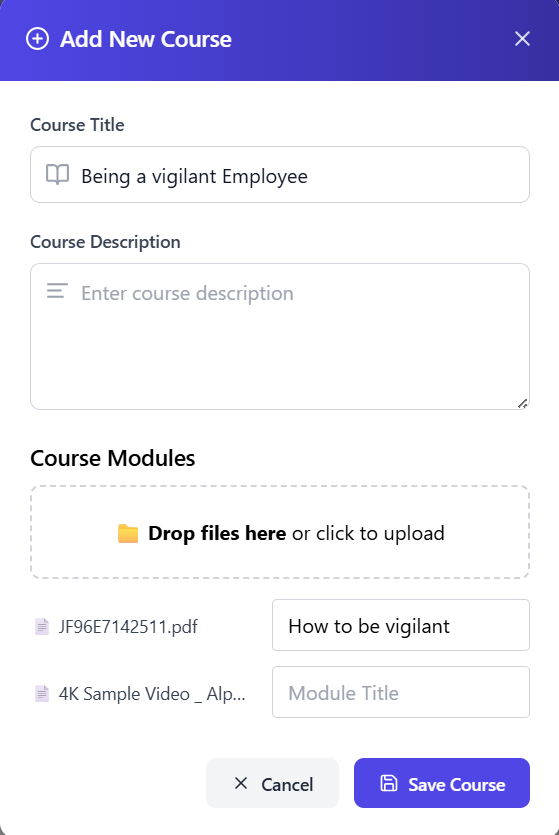 Add New Course
Course Title
Being a vigilant Employee
Course Description
Enter course description
Course Modules
Drop files here or click to upload
JF96E7142511.pdf
How to be vigilant
4K Sample Video _ Alp...
Module Title
Cancel
Save Course